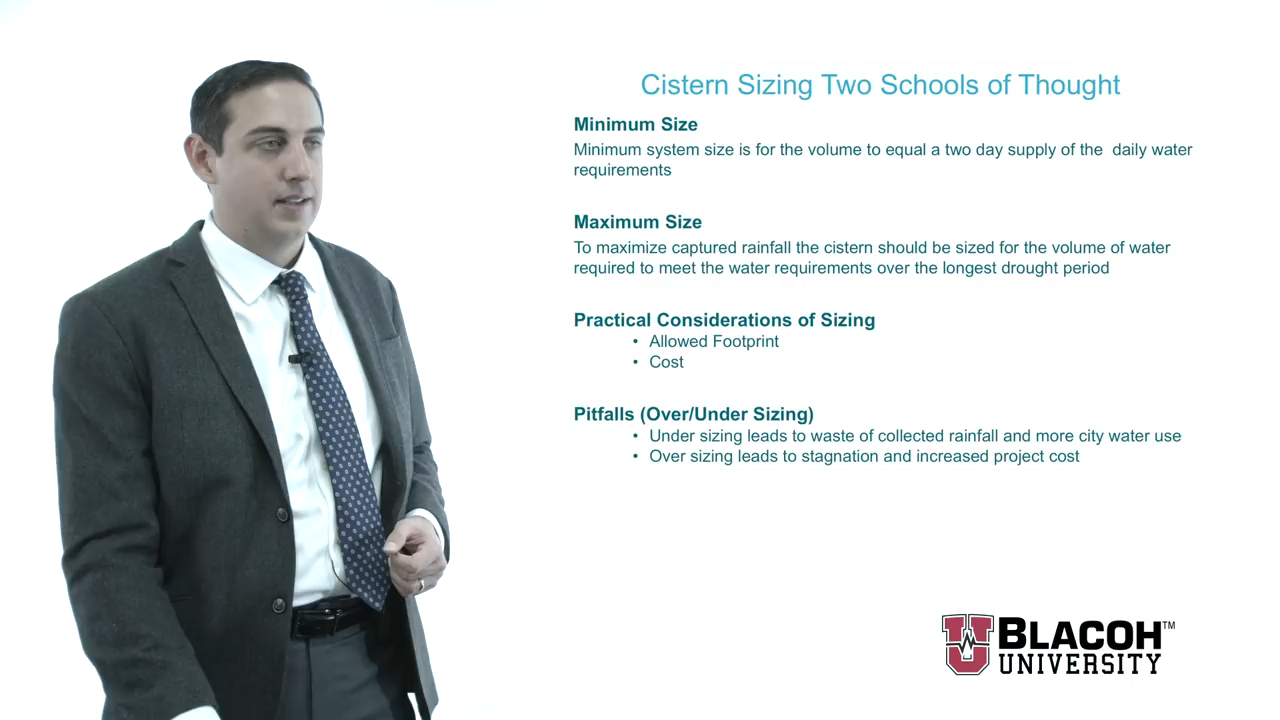 Cistern Sizing Two Schools of Thought
Minimum Size
Minimum system size is for the volume to equal a two day supply of the daily water
requirements
Maximum Size
To maximize captured rainfall the cistern should be sized for the volume of water
required to meet the water requirements over the longest drought period
Practical Considerations of Sizing
• Allowed Footprint
• Cost
Pitfalls (Over/Under Sizing)
• Under sizing leads to waste of collected rainfall and more city water use
• Over sizing leads to stagnation and increased project cost
U BLACOH™
UNIVERSITY